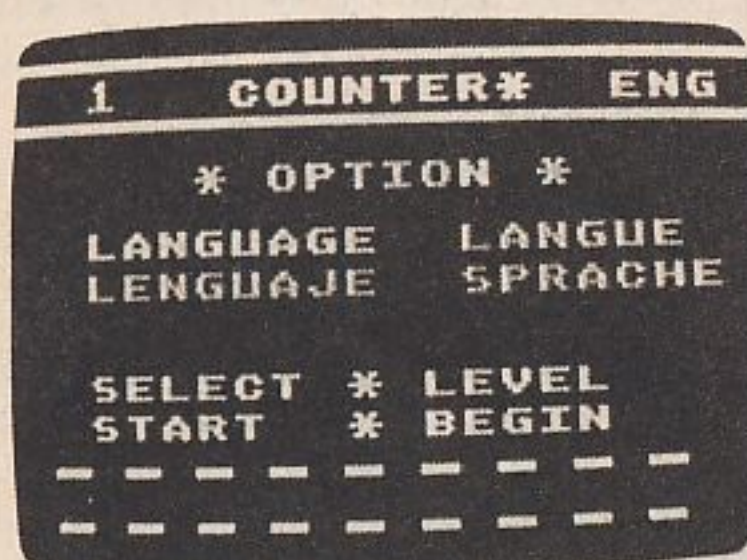 1 COUNTER* ENG
* OPTION *
LANGUAGE LANGUE
LENGUAJE SPRACHE
SELECT * LEVEL
START * BEGIN